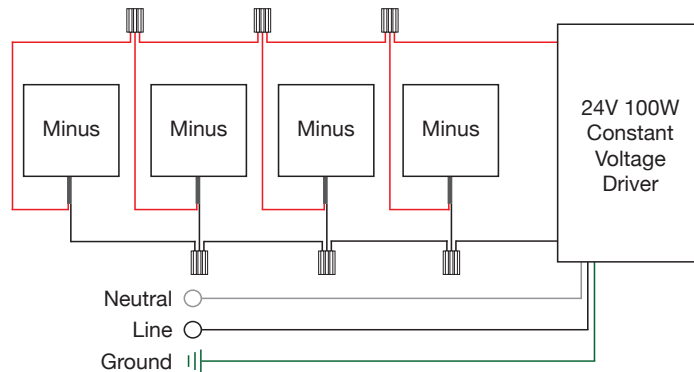 Minus
Minus
Minus
Minus
24V 100W
Constant
Voltage
Driver
Neutral
Line
Ground